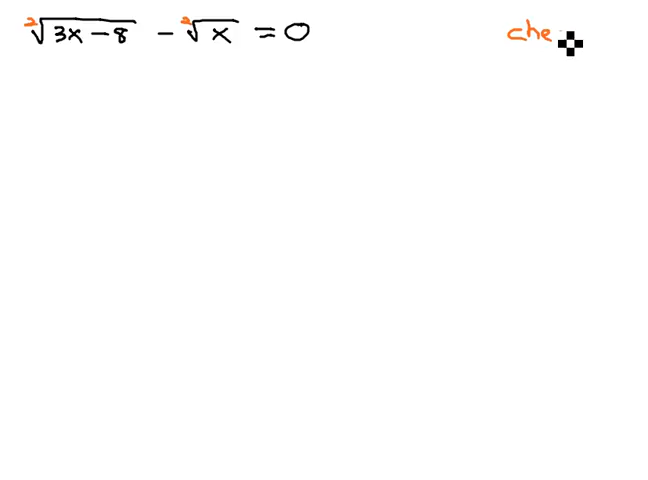 ²√3x-8 - ²√x = 0
che